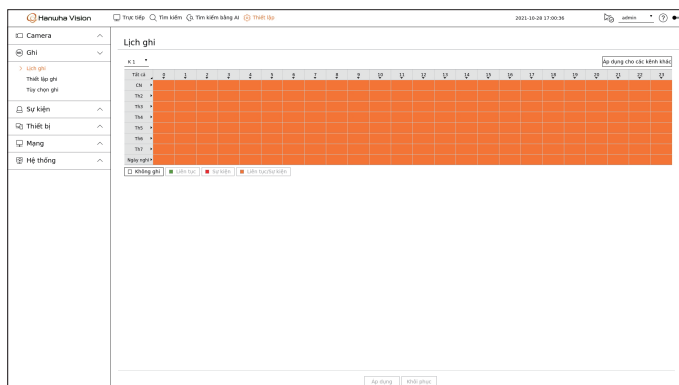 Hanwha Vision
Trực tiếp Tìm kiếm Tìm kiếm bằng AI Thiết lập 2021-10-28 17:00:36 admin
Camera
Ghi
Lịch ghi
Thiết lập ghi
Tùy chọn ghi
Sự kiện
Thiết bị
Mạng
Hệ thống
Lịch ghi
K 1 Áp dụng cho các kênh khác
Tất cả 0 1 2 3 4 5 6 7 8 9 10 11 12 13 14 15 16 17 18 19 20 21 22 23
CN
Th2
Th3
Th4
Th5
Th6
Th7
Ngày nghỉ
Không ghi Liên tục Sự kiện Liên tục/Sự kiện
Áp dụng Khôi phục